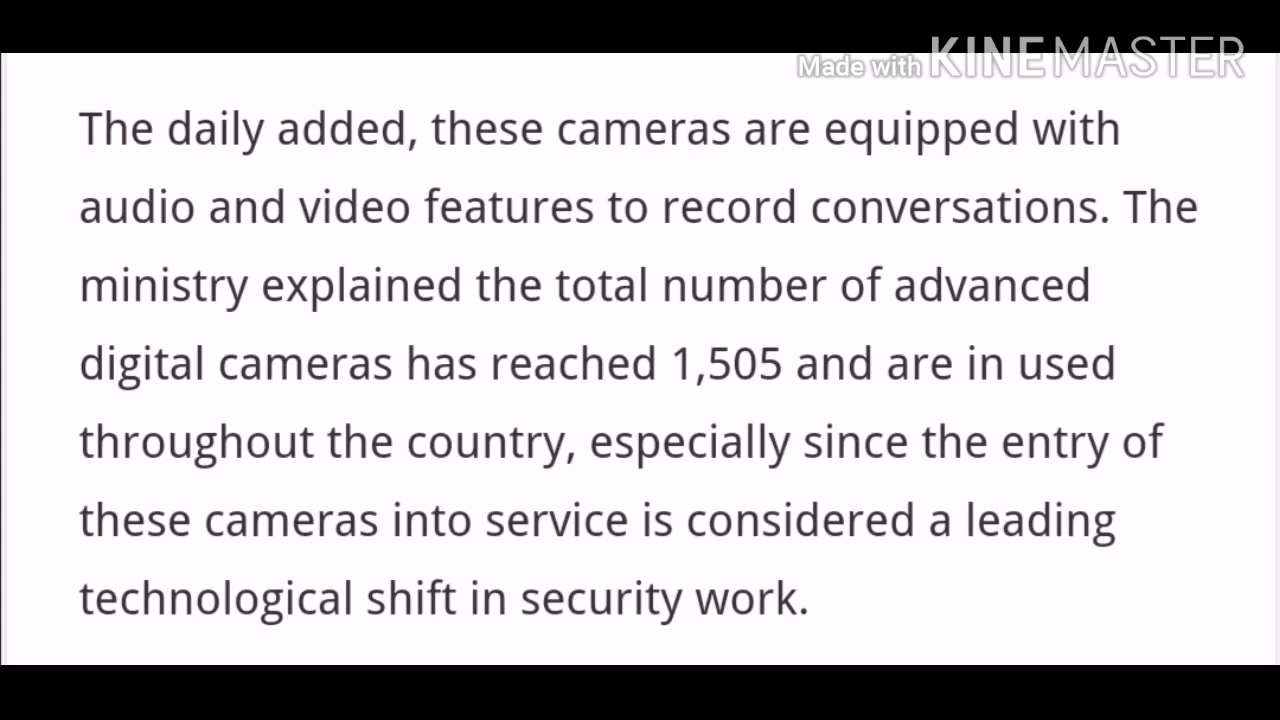 Made with KINEMASTER
The daily added, these cameras are equipped with
audio and video features to record conversations. The
ministry explained the total number of advanced
digital cameras has reached 1,505 and are in used
throughout the country, especially since the entry of
these cameras into service is considered a leading
technological shift in security work.